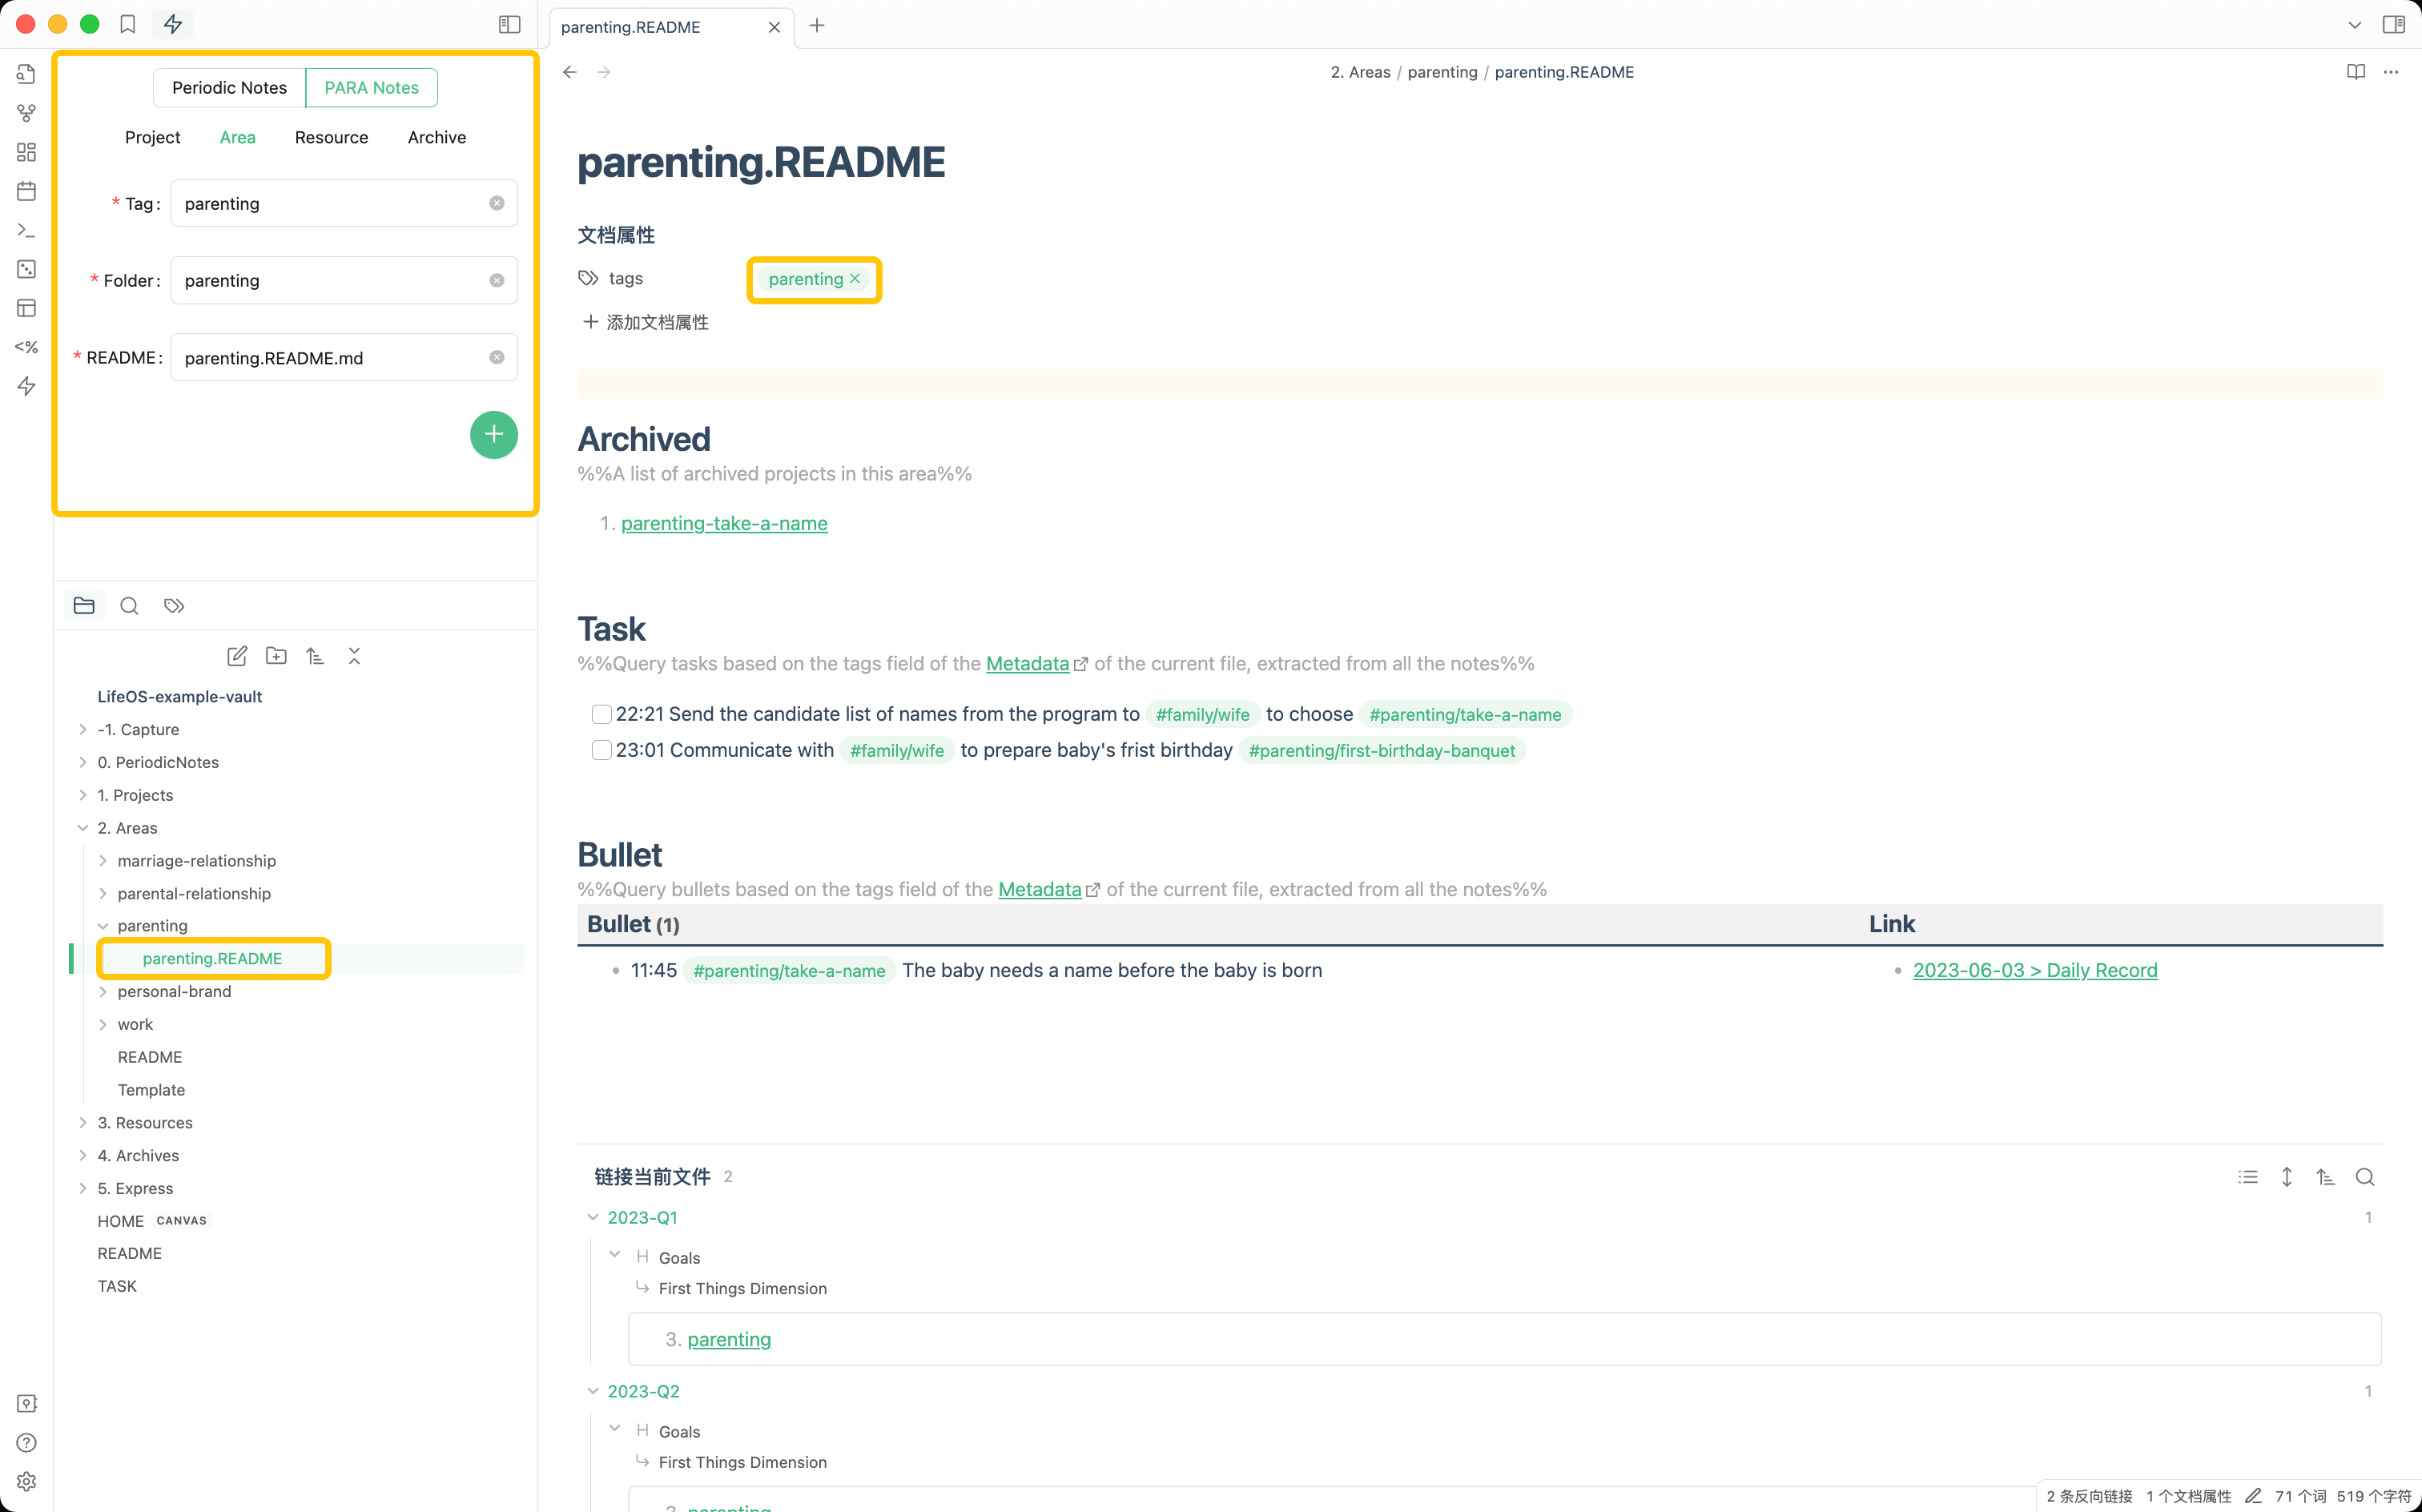 parenting.README
Periodic Notes
PARA Notes
Project
Area
Resource
Archive
* Tag:
parenting
* Folder:
parenting
* README:
parenting.README.md
LifeOS-example-vault
-1. Capture
0. PeriodicNotes
1. Projects
2. Areas
marriage-relationship
parental-relationship
parenting
parenting.README
personal-brand
work
README
Template
3. Resources
4. Archives
5. Express
HOME CANVAS
README
TASK
2. Areas / parenting / parenting.README
parenting.README
文档属性
tags
parenting
添加文档属性
Archived
%%A list of archived projects in this area%%
1. parenting-take-a-name
Task
%%Query tasks based on the tags field of the Metadata of the current file, extracted from all the notes%%
22:21 Send the candidate list of names from the program to #family/wife to choose #parenting/take-a-name
23:01 Communicate with #family/wife to prepare baby's frist birthday #parenting/first-birthday-banquet
Bullet
%%Query bullets based on the tags field of the Metadata of the current file, extracted from all the notes%%
Bullet (1) Link
11:45 #parenting/take-a-name The baby needs a name before the baby is born
2023-06-03 > Daily Record
链接当前文件 2
2023-Q1 1
H Goals
First Things Dimension
3. parenting
2023-Q2 1
H Goals
First Things Dimension
3. parenting
2 条反向链接 1 个文档属性 71 个词 519 个字符